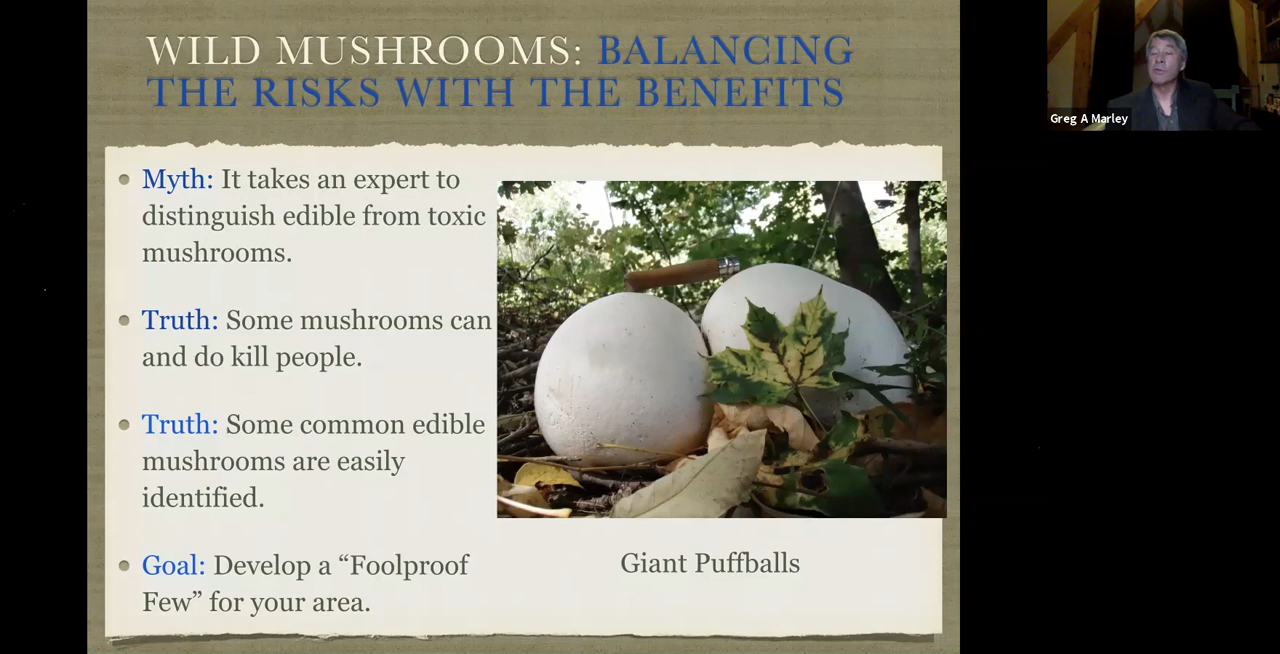 WILD MUSHROOMS: BALANCING
THE RISKS WITH THE BENEFITS
Myth: It takes an expert to
distinguish edible from toxic
mushrooms.
Truth: Some mushrooms can
and do kill people.
Truth: Some common edible
mushrooms are easily
identified.
Goal: Develop a “Foolproof
Few” for your area.
Giant Puffballs
Greg A Marley